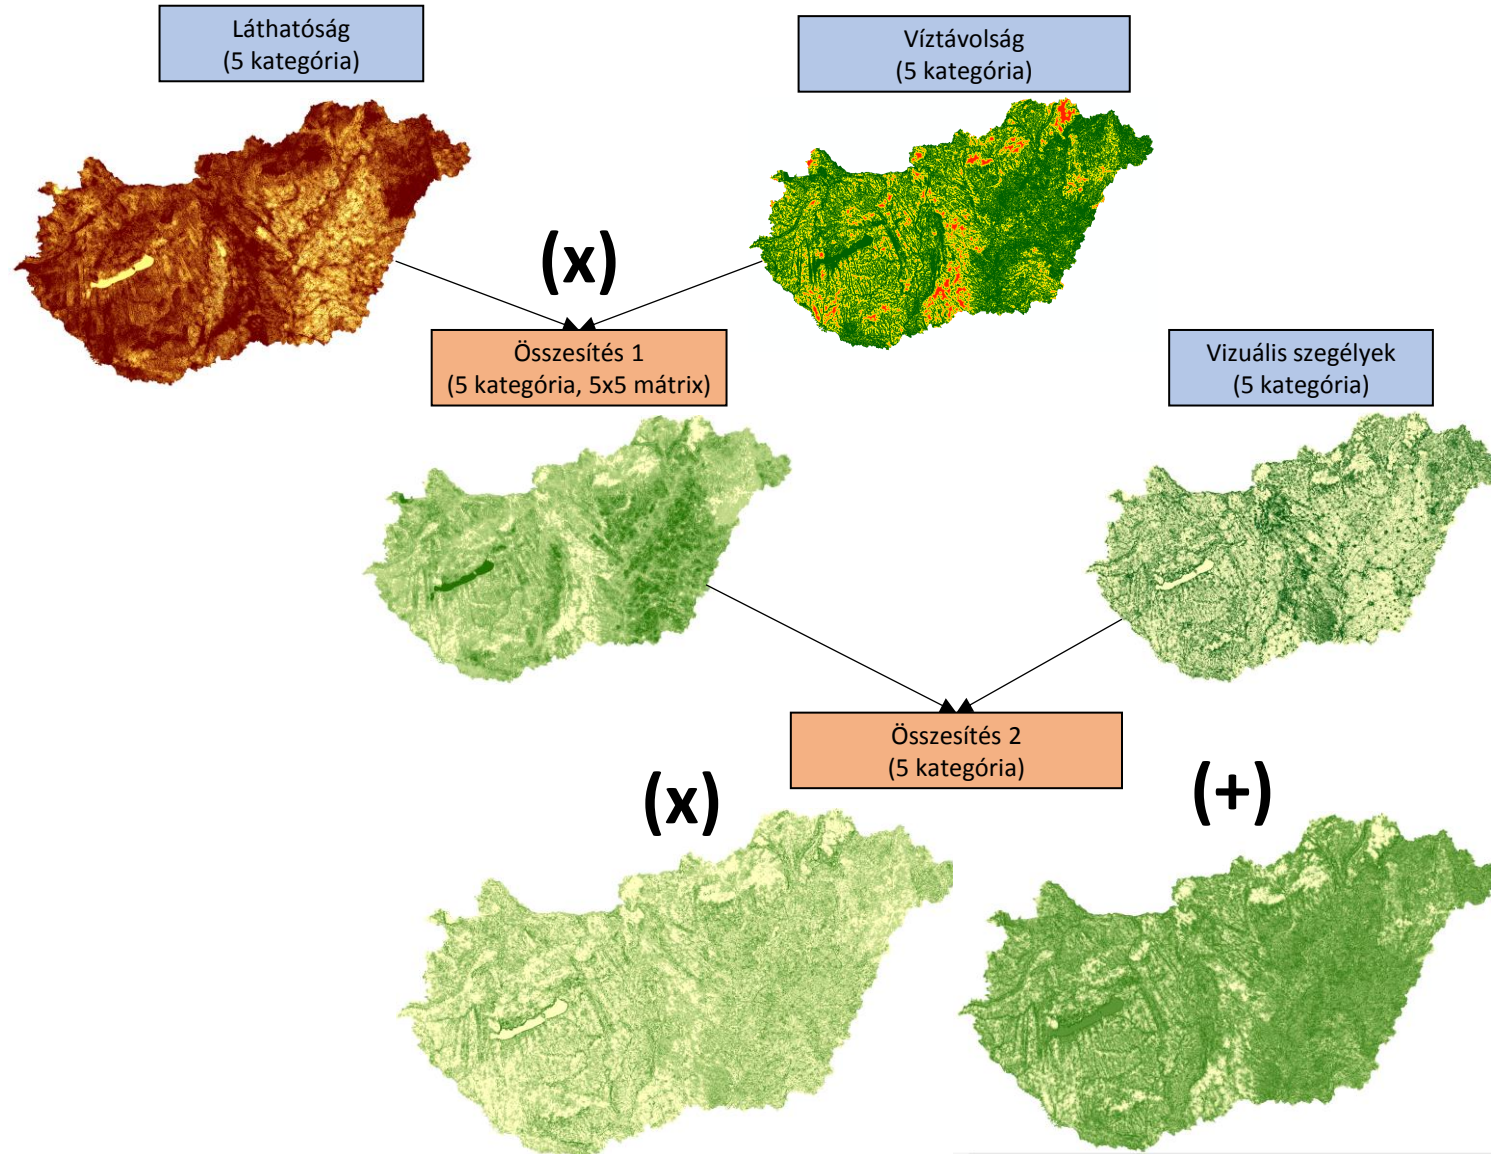 Láthatóság
(5 kategória)
Víztávolság
(5 kategória)
(x)
Összesítés 1
(5 kategória, 5x5 mátrix)
Vizuális szegélyek
(5 kategória)
Összesítés 2
(5 kategória)
(x)
(+)